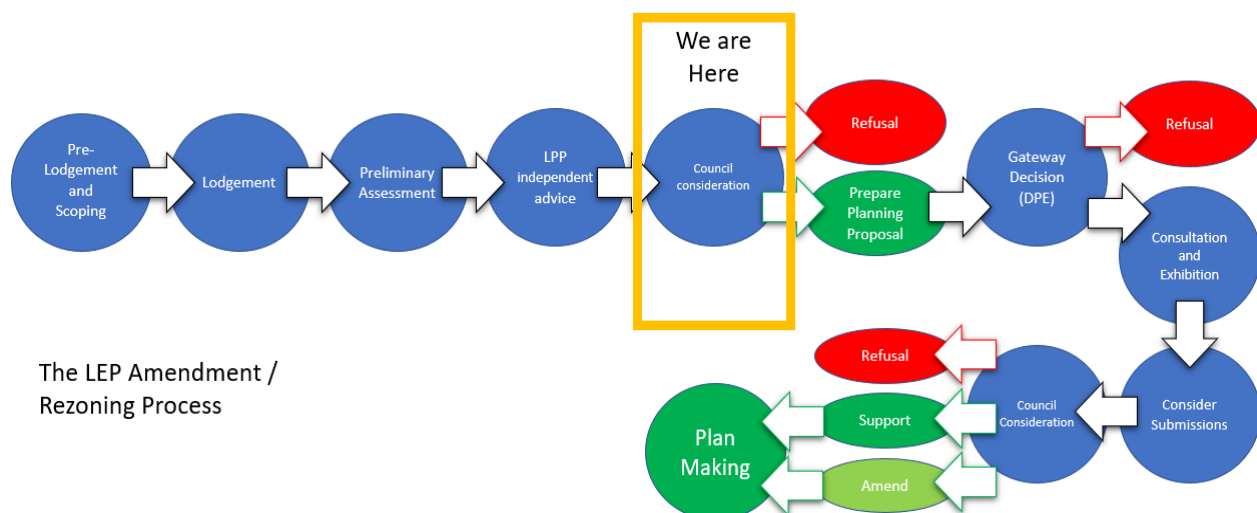 We are
Here
Pre-
Lodgement
and
Scoping
Lodgement
Preliminary
Assessment
LPP
independent
advice
Council
consideration
Refusal
Prepare
Planning
Proposal
Gateway
Decision
(DPE)
Refusal
Consultation
and
Exhibition
Consider
Submissions
Council
Consideration
Refusal
Support
Amend
Plan
Making
The LEP Amendment /
Rezoning Process